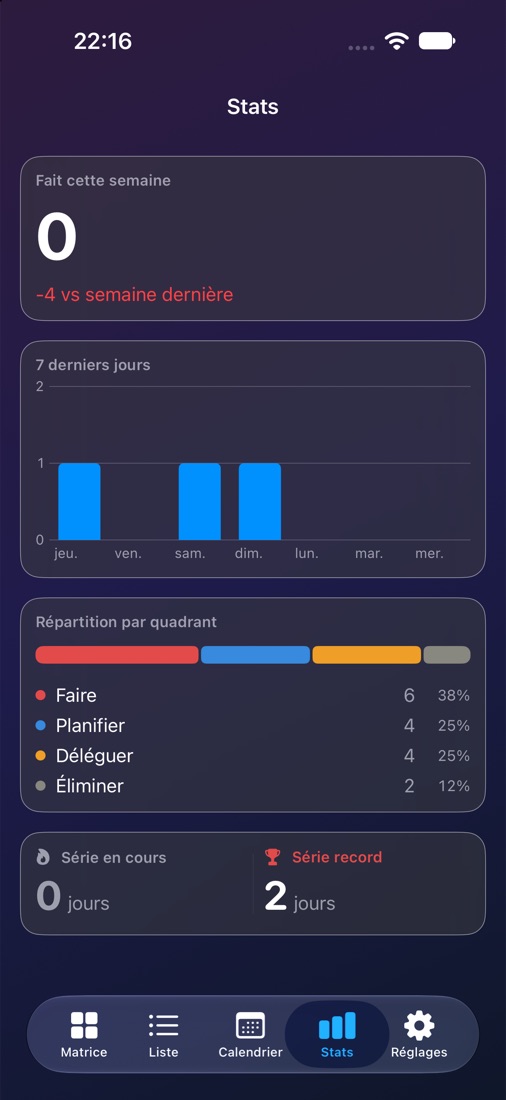 22:16
Stats
Fait cette semaine
0
-4 vs semaine dernière
7 derniers jours
2
1
0
jeu. ven. sam. dim. lun. mar. mer.
Répartition par quadrant
Faire 6 38%
Planifier 4 25%
Déléguer 4 25%
Éliminer 2 12%
Série en cours Série record
0 jours 2 jours
Matrice Liste Calendrier Stats Réglages